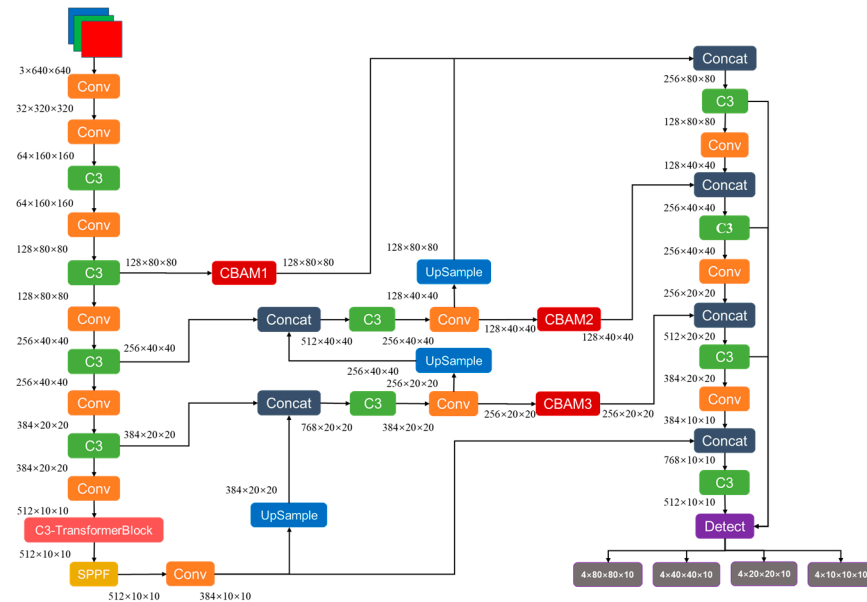 3×640×640
Conv
32×320×320
Conv
64×160×160
C3
64×160×160
Conv
128×80×80
C3
128×80×80
CBAM1
128×80×80
128×80×80
Conv
256×40×40
C3
256×40×40
256×40×40
Conv
384×20×20
C3
384×20×20
384×20×20
Conv
512×10×10
C3-TransformerBlock
512×10×10
SPPF
512×10×10
Conv
384×10×10
Concat
512×40×40
C3
256×40×40
Conv
128×40×40
UpSample
128×80×80
128×40×40
CBAM2
128×40×40
UpSample
256×40×40
256×20×20
Concat
768×20×20
C3
384×20×20
Conv
256×20×20
CBAM3
256×20×20
384×20×20
UpSample
Concat
256×80×80
C3
128×80×80
Conv
128×40×40
Concat
256×40×40
C3
256×40×40
Conv
256×20×20
Concat
512×20×20
C3
384×20×20
Conv
384×10×10
Concat
768×10×10
C3
512×10×10
Detect
4×80×80×10
4×40×40×10
4×20×20×10
4×10×10×10